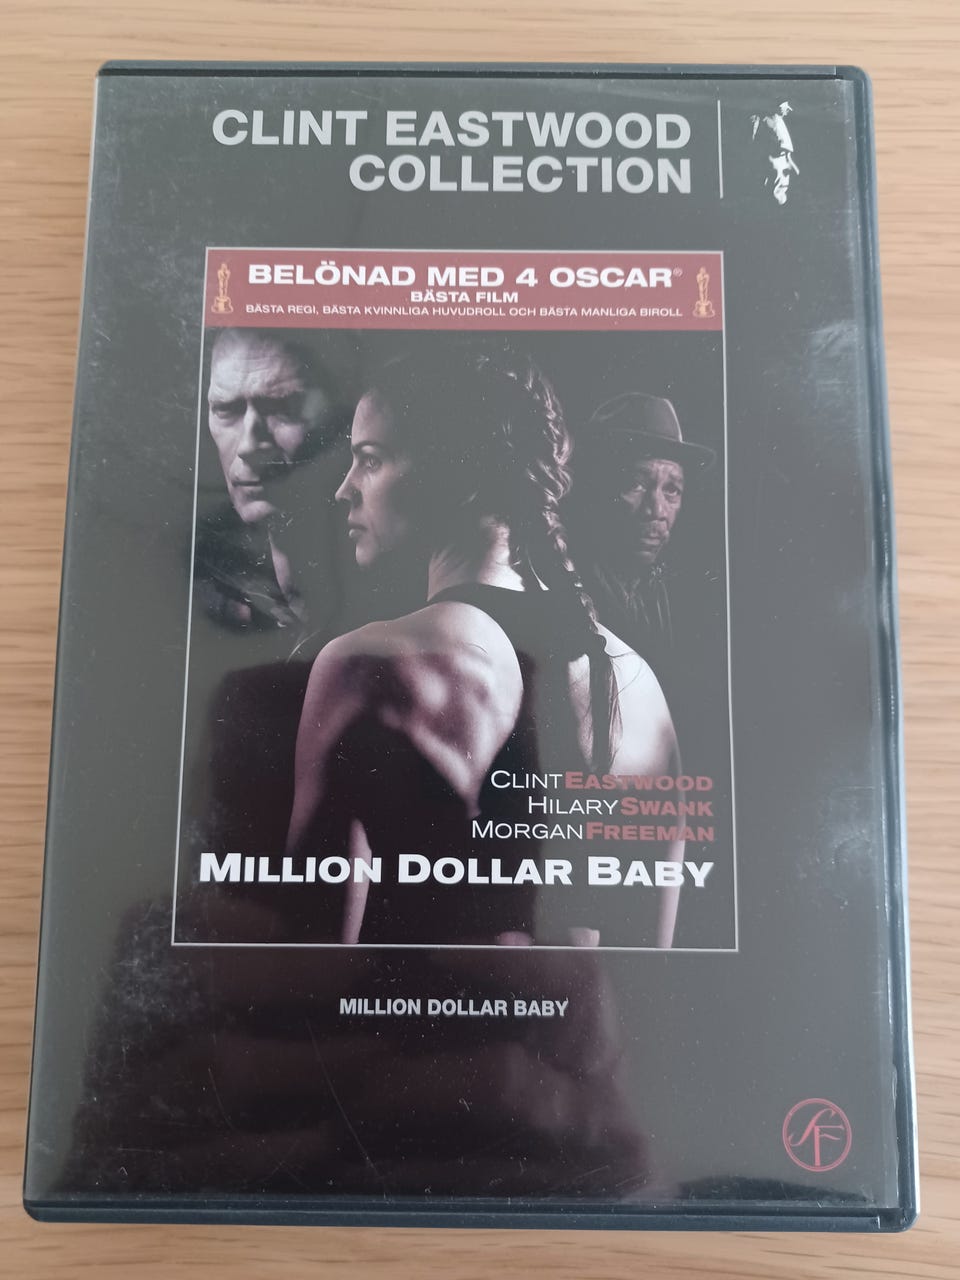 CLINT EASTWOOD
COLLECTION
BELÖNAD MED 4 OSCAR®
BÄSTA FILM
BÄSTA REGI, BÄSTA KVINNLIGA HUVUDROLL OCH BÄSTA MANLIGA BIROLL
CLINT EASTWOOD
HILARY SWANK
MORGAN FREEMAN
MILLION DOLLAR BABY
MILLION DOLLAR BABY
SF